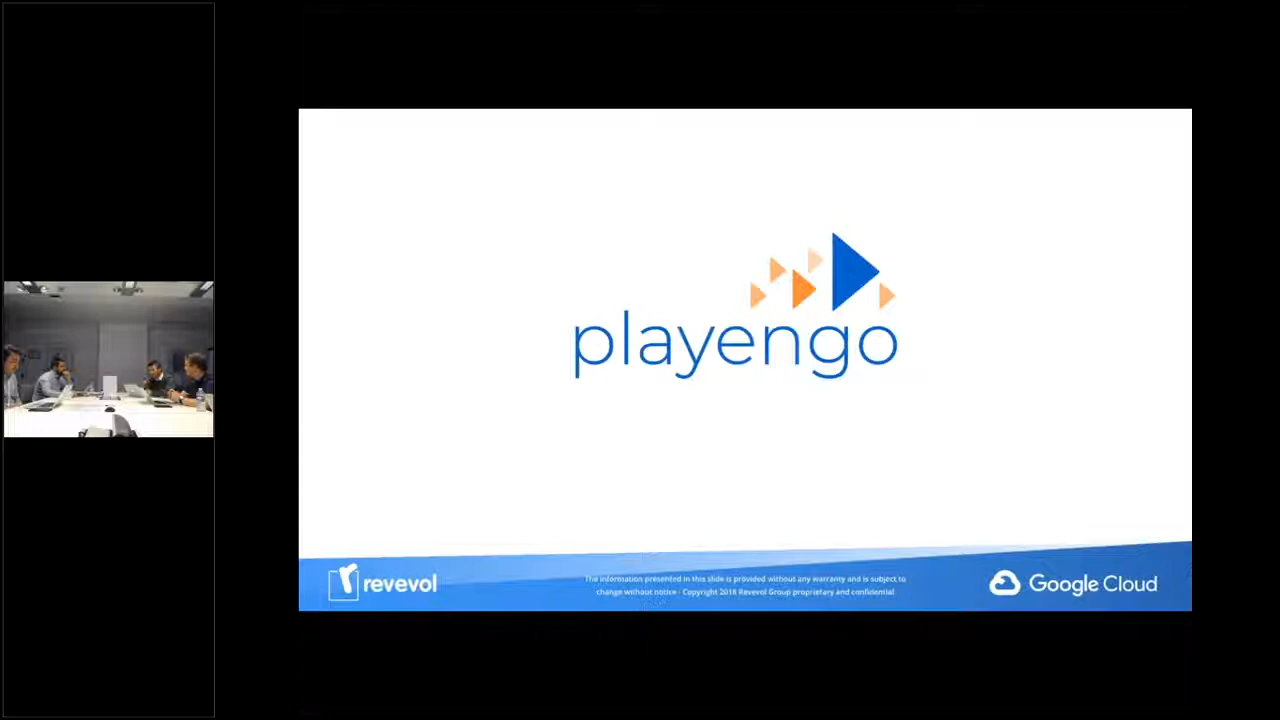 playengo
revevol
The information presented in this slide is provided without any warranty and is subject to
change without notice - Copyright 2018 Revevol Group proprietary and confidential
Google Cloud